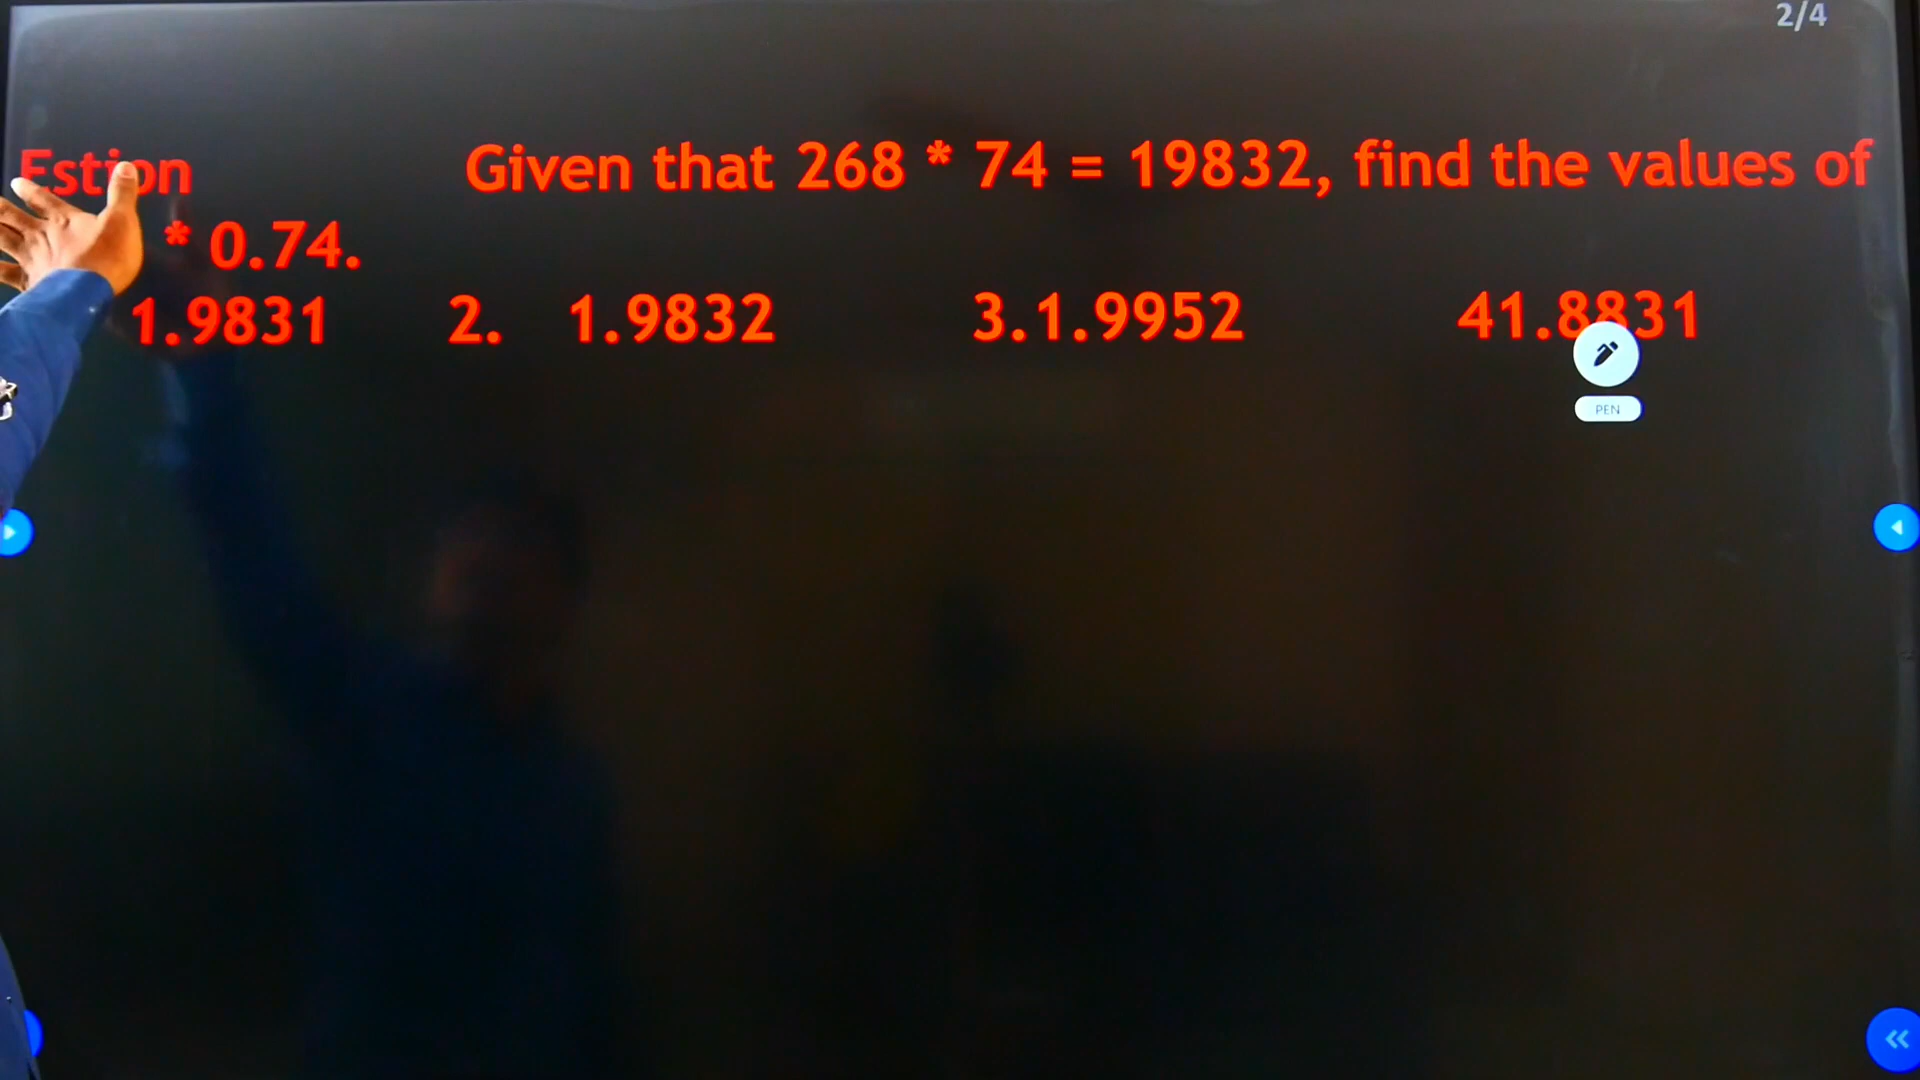 2/4
Estion Given that 268 * 74 = 19832, find the values of
* 0.74.
1.9831 2. 1.9832 3.1.9952 41.8831
PEN